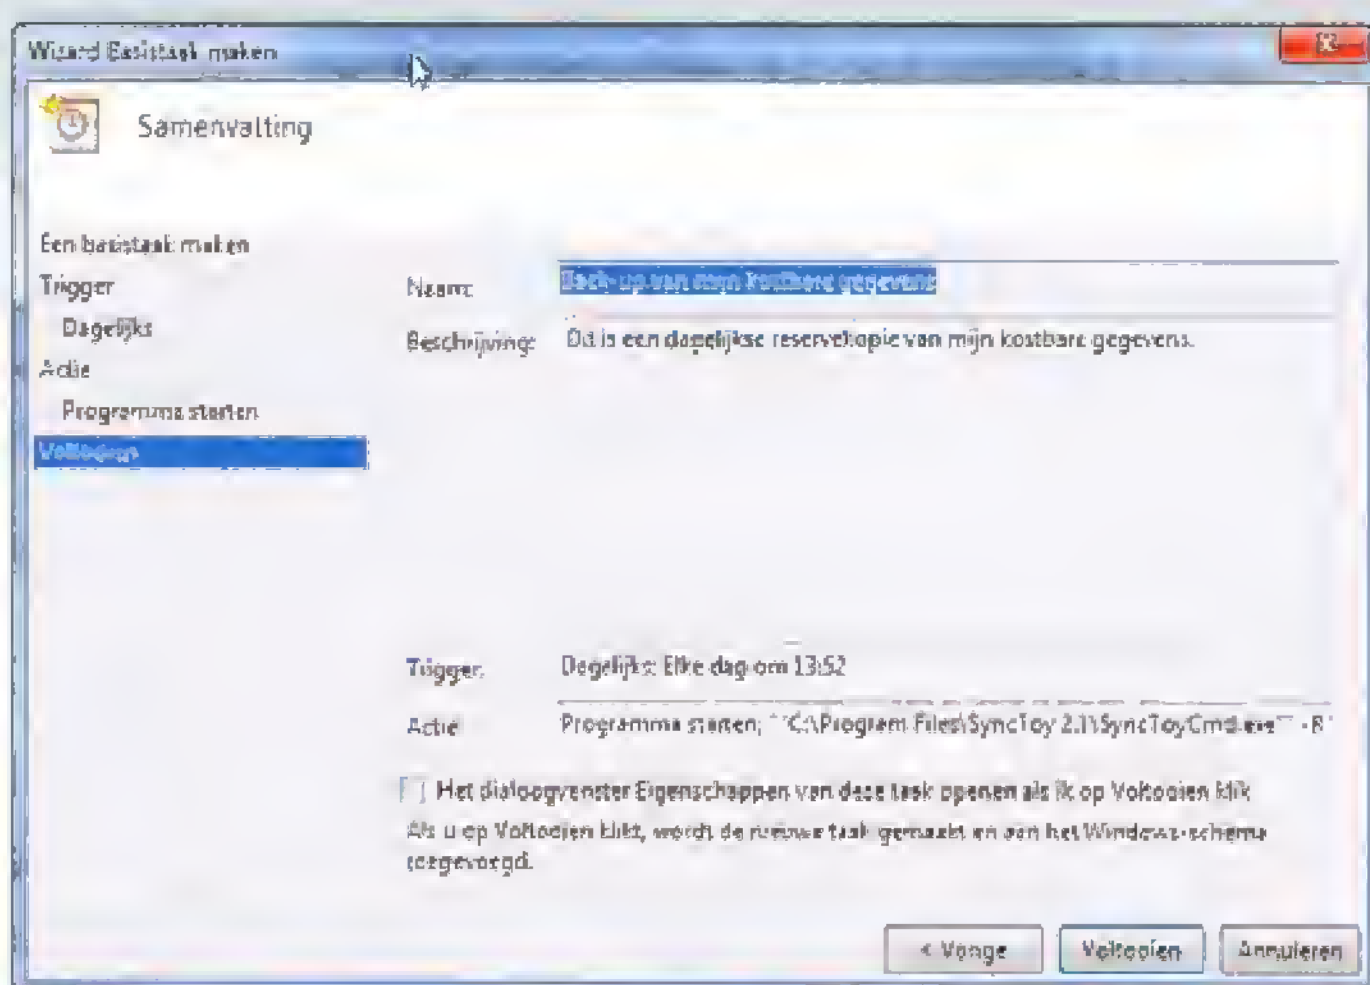 Wizard Basistaak maken
Samenvatting
Een basistaak maken
Trigger
Dagelijks
Actie
Programma starten
Voltooien
Naam: Back-up van mijn kostbare gegevens
Beschrijving: Dit is een dagelijkse reservekopie van mijn kostbare gegevens.
Trigger: Dagelijks: Elke dag om 13:52
Actie: Programma starten; "C:\Program Files\SyncToy 2.1\SyncToyCmd.exe" -R
Het dialoogvenster Eigenschappen van deze taak openen als ik op Voltooien klik
Als u op Voltooien klikt, wordt de nieuwe taak gemaakt en aan het Windows-schema
toegevoegd.
< Vorige Voltooien Annuleren